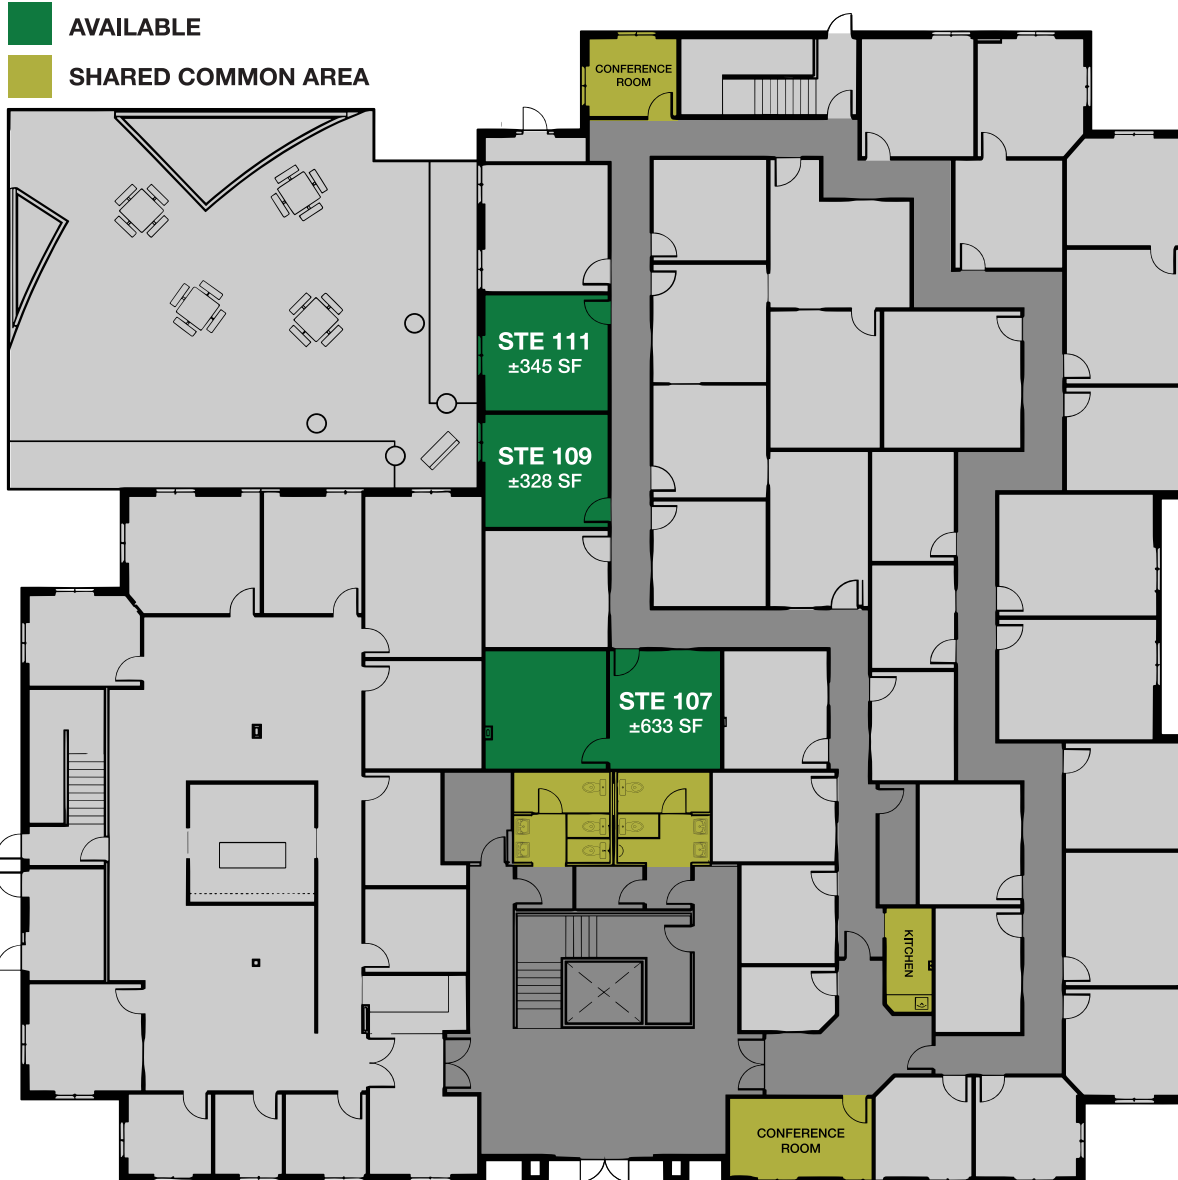 AVAILABLE
SHARED COMMON AREA
CONFERENCE
ROOM
STE 111
±345 SF
STE 109
±328 SF
STE 107
±633 SF
KITCHEN
CONFERENCE
ROOM